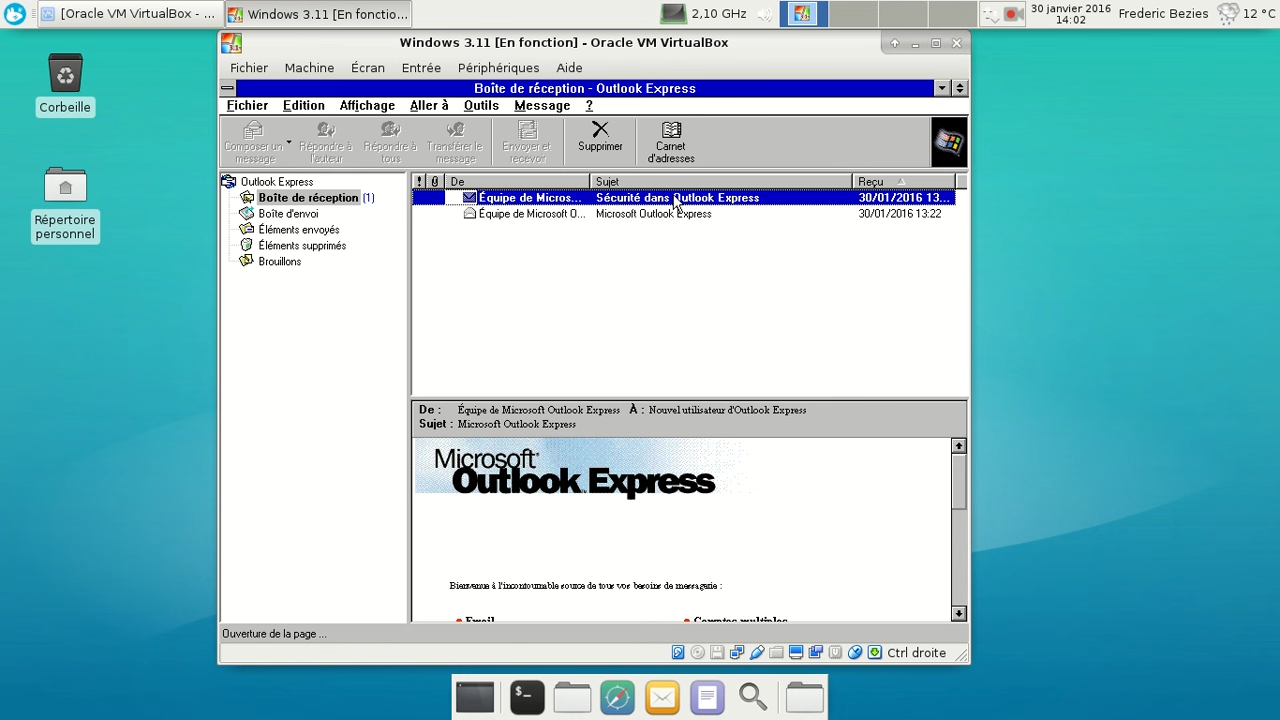 [Oracle VM VirtualBox - ...
Windows 3.11 [En fonctio...
2,10 GHz
30 janvier 2016
14:02
Frederic Bezies
12 °C
Corbeille
Répertoire
personnel
Windows 3.11 [En fonction] - Oracle VM VirtualBox
Fichier Machine Écran Entrée Périphériques Aide
Boîte de réception - Outlook Express
Fichier Edition Affichage Aller à Outils Message ?
Composer un
message
Répondre à
l'auteur
Répondre à
tous
Transférer le
message
Envoyer et
recevoir
Supprimer
Carnet
d'adresses
Outlook Express
Boîte de réception (1)
Boîte d'envoi
Éléments envoyés
Éléments supprimés
Brouillons
! De Sujet Reçu
Équipe de Micros... Sécurité dans Outlook Express 30/01/2016 13...
Équipe de Microsoft O... Microsoft Outlook Express 30/01/2016 13:22
De : Équipe de Microsoft Outlook Express À : Nouvel utilisateur d'Outlook Express
Sujet : Microsoft Outlook Express
Microsoft
Outlook Express
Bienvenue à l'incontournable source de tous vos besoins de messagerie :
Email Comptes multiples
Ouverture de la page ...
Ctrl droite